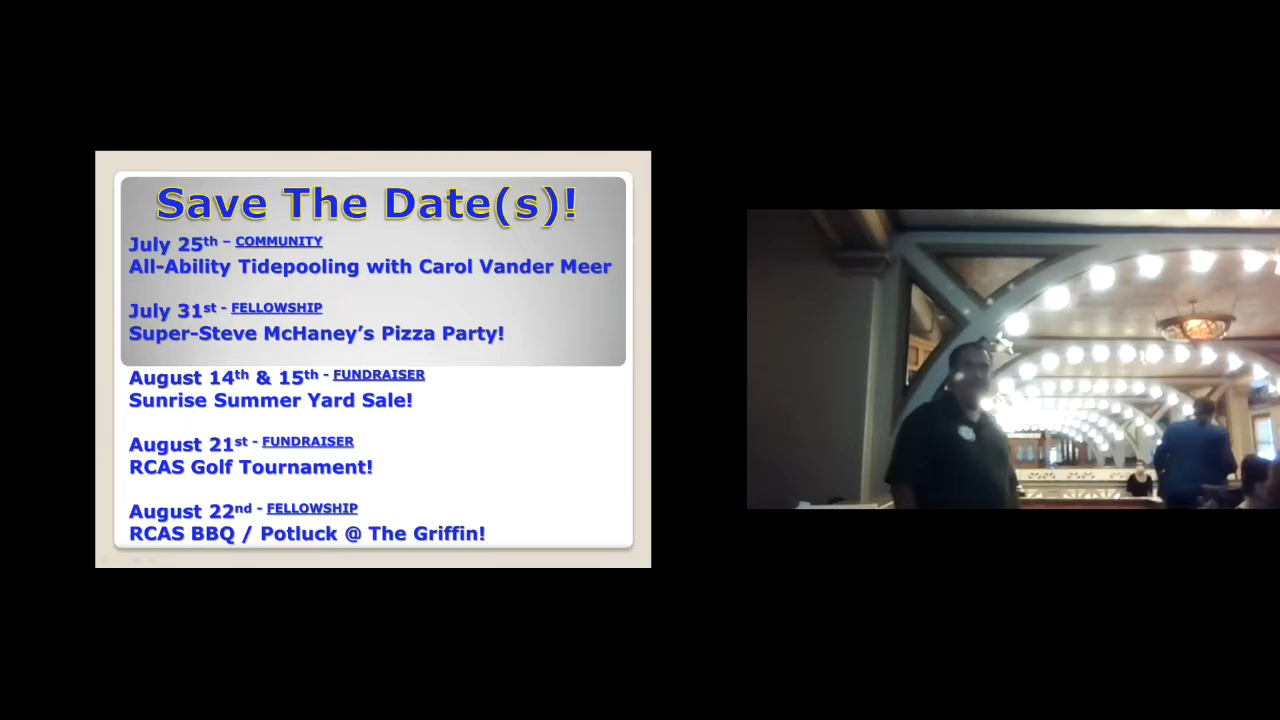 Save The Date(s)!
July 25th – COMMUNITY
All-Ability Tidepooling with Carol Vander Meer
July 31st - FELLOWSHIP
Super-Steve McHaney’s Pizza Party!
August 14th & 15th - FUNDRAISER
Sunrise Summer Yard Sale!
August 21st - FUNDRAISER
RCAS Golf Tournament!
August 22nd - FELLOWSHIP
RCAS BBQ / Potluck @ The Griffin!